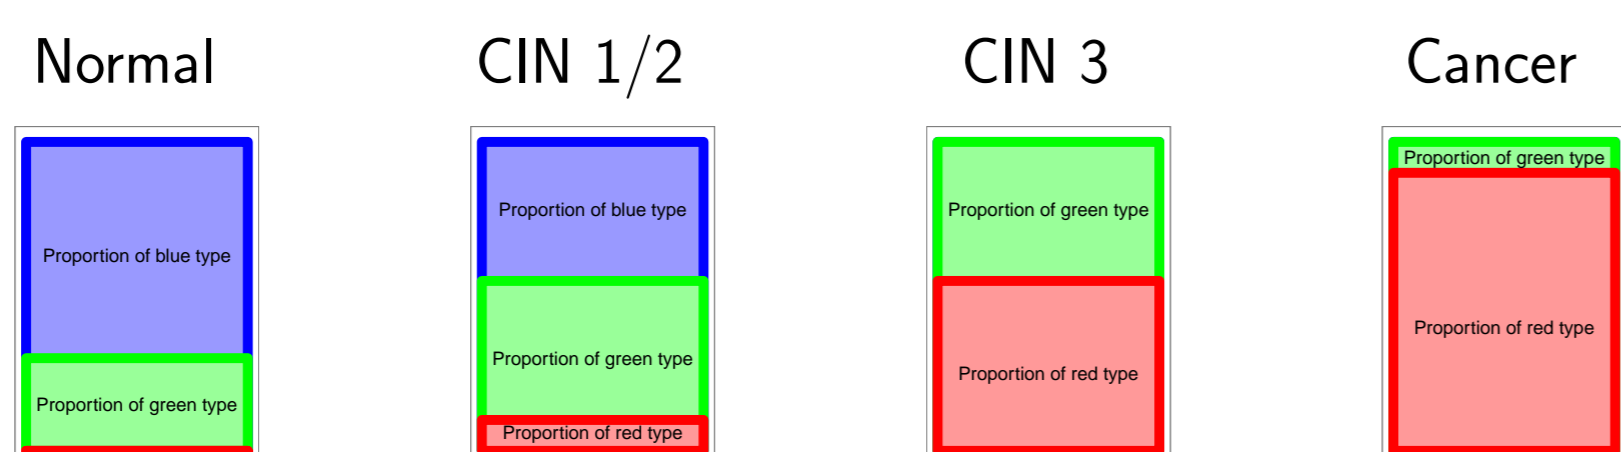 Normal
CIN 1/2
CIN 3
Cancer
Proportion of blue type
Proportion of green type
Proportion of blue type
Proportion of green type
Proportion of red type
Proportion of green type
Proportion of red type
Proportion of green type
Proportion of red type